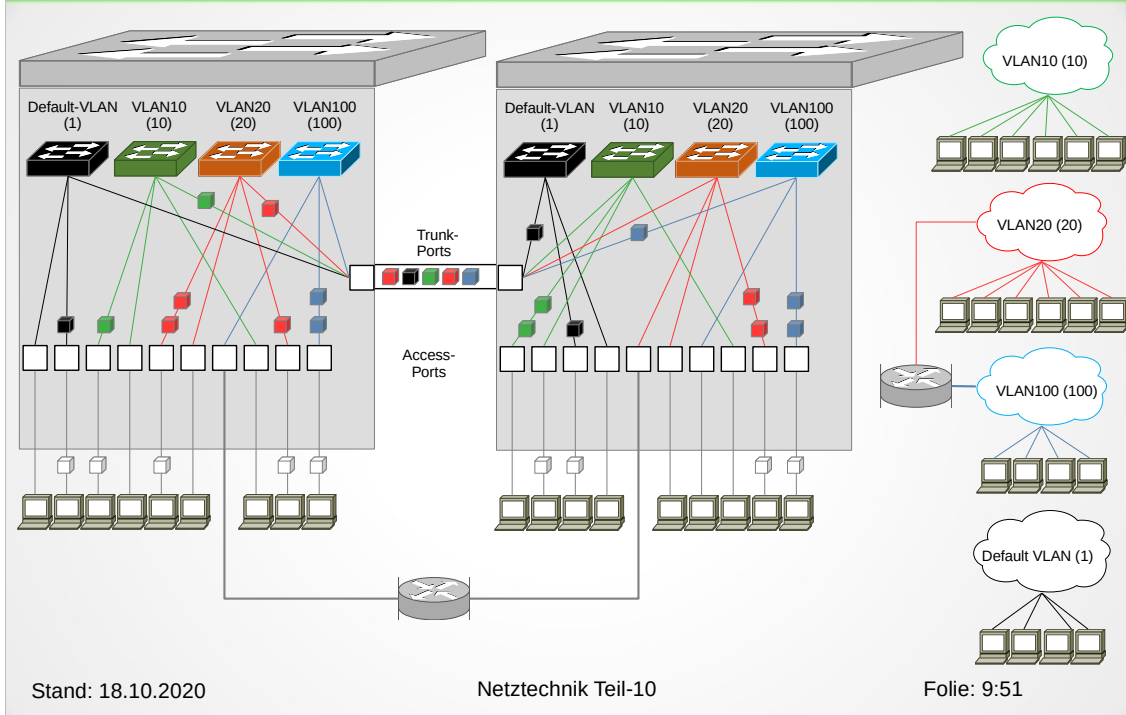 Default-VLAN
(1)
VLAN10
(10)
VLAN20
(20)
VLAN100
(100)
Default-VLAN
(1)
VLAN10
(10)
VLAN20
(20)
VLAN100
(100)
Trunk-
Ports
Access-
Ports
VLAN10 (10)
VLAN20 (20)
VLAN100 (100)
Default VLAN (1)
Stand: 18.10.2020
Netztechnik Teil-10
Folie: 9:51